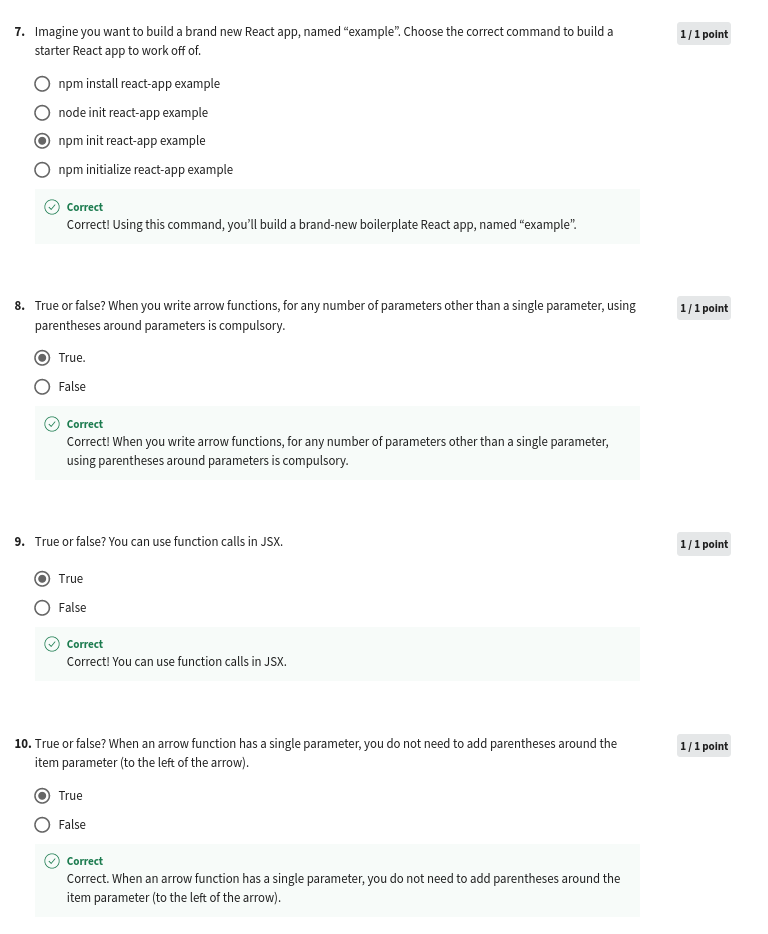 7. Imagine you want to build a brand new React app, named “example”. Choose the correct command to build a
1 / 1 point
starter React app to work off of.
npm install react-app example
node init react-app example
npm init react-app example
npm initialize react-app example
Correct
Correct! Using this command, you’ll build a brand-new boilerplate React app, named “example”.
8. True or false? When you write arrow functions, for any number of parameters other than a single parameter, using
1 / 1 point
parentheses around parameters is compulsory.
True.
False
Correct
Correct! When you write arrow functions, for any number of parameters other than a single parameter,
using parentheses around parameters is compulsory.
9. True or false? You can use function calls in JSX.
1 / 1 point
True
False
Correct
Correct! You can use function calls in JSX.
10. True or false? When an arrow function has a single parameter, you do not need to add parentheses around the
1 / 1 point
item parameter (to the left of the arrow).
True
False
Correct
Correct. When an arrow function has a single parameter, you do not need to add parentheses around the
item parameter (to the left of the arrow).